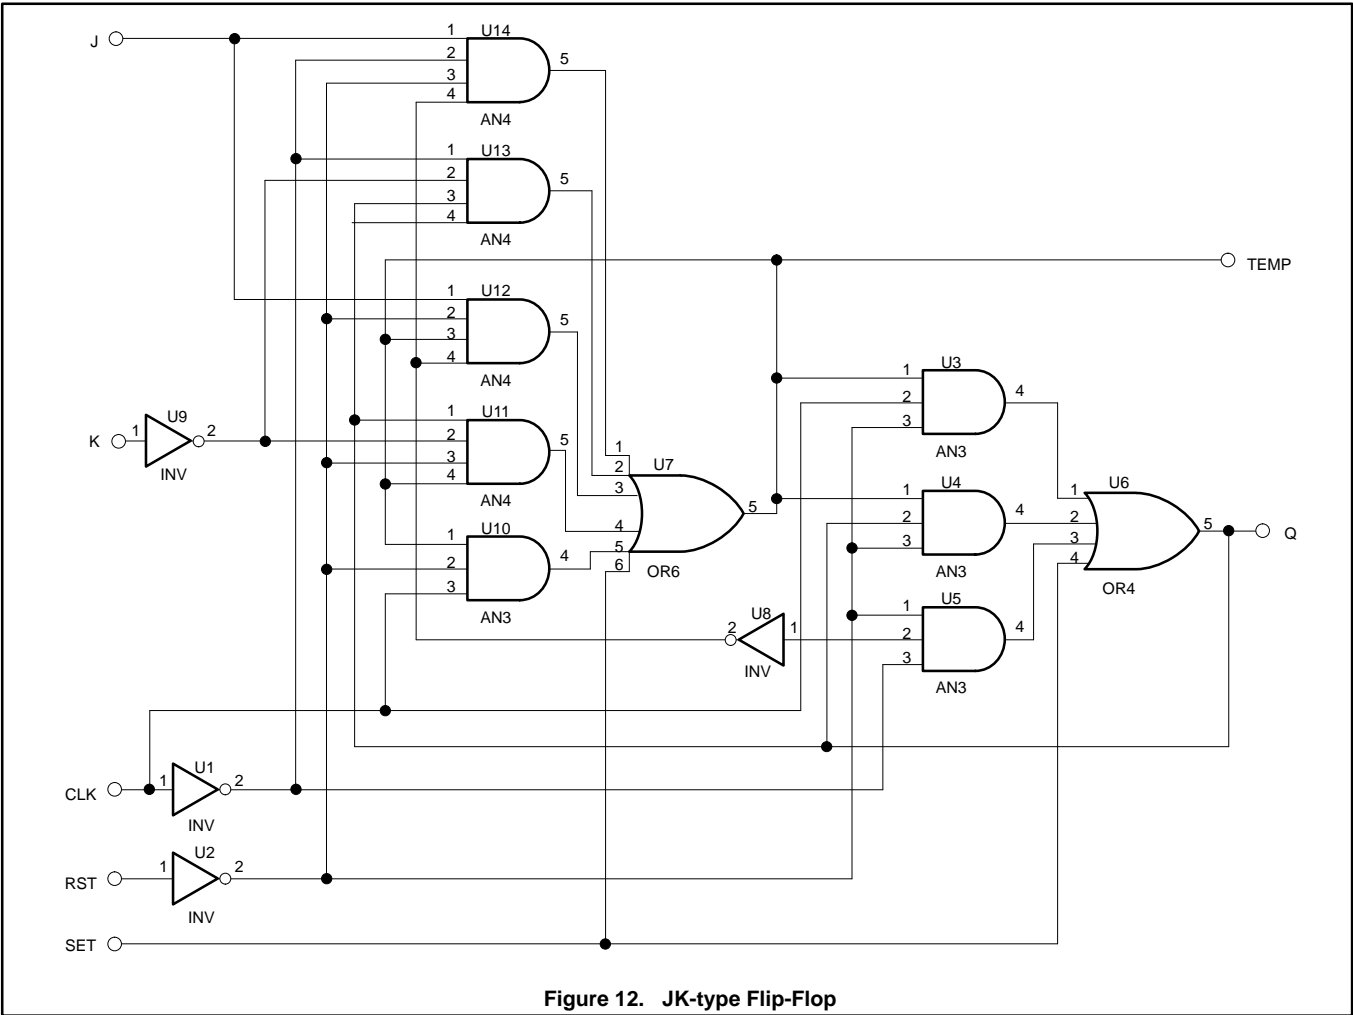 J
1 U14
2
3
4
5
AN4
1 U13
2
3
4
5
AN4
TEMP
1 U12
2
3
4
5
AN4
U3
1
2
3
4
AN3
K
1
U9
2
INV
1 U11
2
3
4
5
AN4
1
2
3
4
5
6
U7
5
OR6
U4
1
2
3
4
AN3
U6
1
2
3
4
5
Q
OR4
1 U10
2
3
4
AN3
2 U8 1
INV
U5
1
2
3
4
AN3
CLK
1 U1 2
INV
RST
1 U2 2
INV
SET
Figure 12. JK-type Flip-Flop